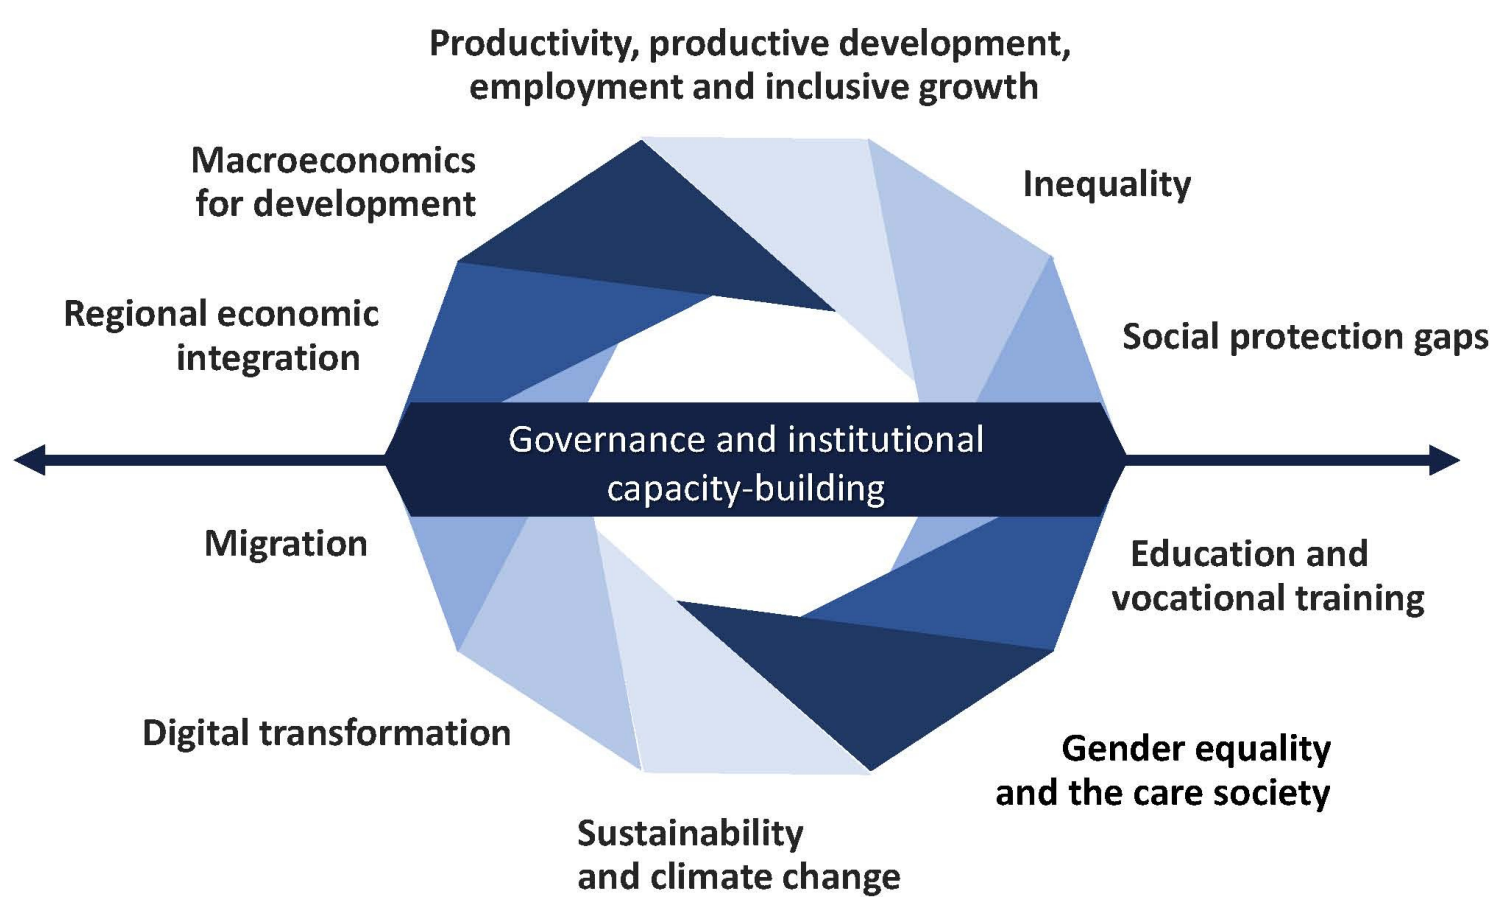 Productivity, productive development,
employment and inclusive growth
Macroeconomics
for development
Inequality
Regional economic
integration
Social protection gaps
Governance and institutional
capacity-building
Migration
Education and
vocational training
Digital transformation
Gender equality
and the care society
Sustainability
and climate change